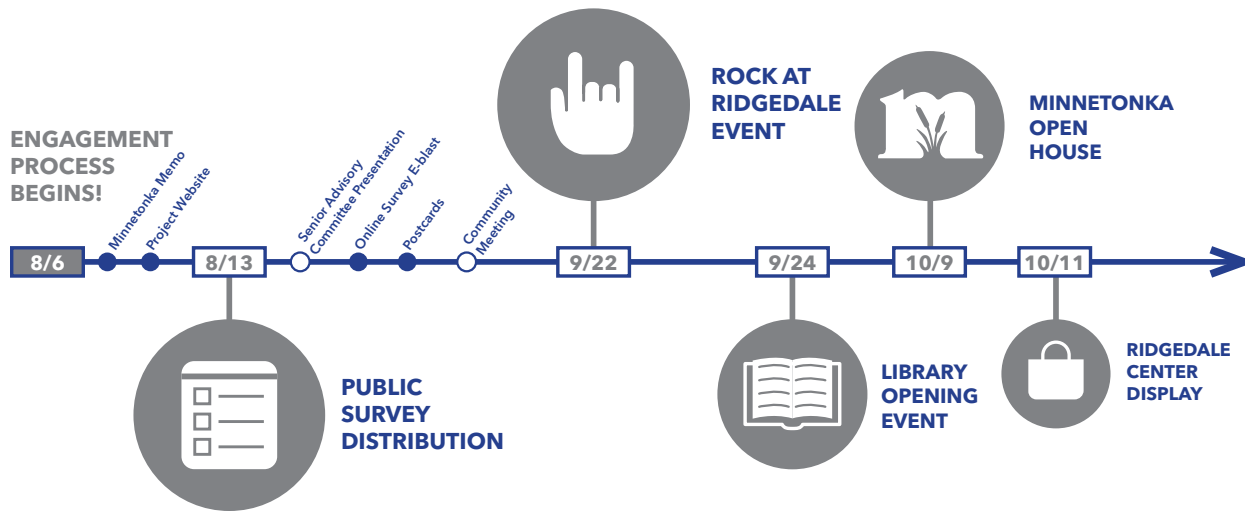 ENGAGEMENT
PROCESS
BEGINS!
8/6
Minnetonka Memo
Project Website
8/13
PUBLIC
SURVEY
DISTRIBUTION
Senior Advisory
Committee Presentation
Online Survey E-blast
Postcards
Community
Meeting
9/22
ROCK AT
RIDGEDALE
EVENT
9/24
LIBRARY
OPENING
EVENT
10/9
m
MINNETONKA
OPEN
HOUSE
10/11
RIDGEDALE
CENTER
DISPLAY